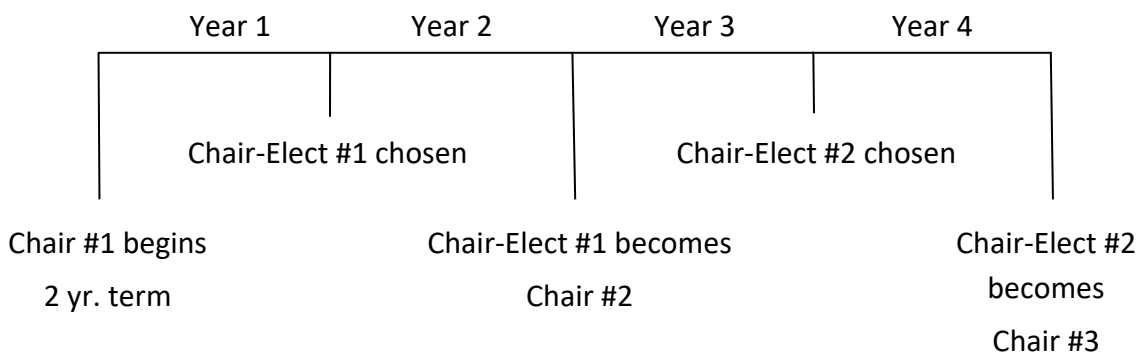 Year 1 Year 2 Year 3 Year 4
Chair-Elect #1 chosen Chair-Elect #2 chosen
Chair #1 begins
2 yr. term
Chair-Elect #1 becomes
Chair #2
Chair-Elect #2
becomes
Chair #3